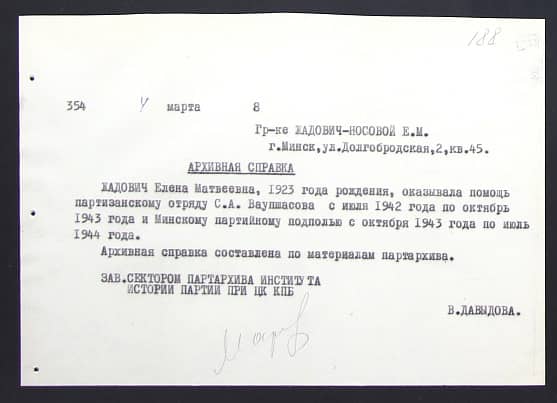 188
354 4 марта 8
Гр-ке ЖАДОВИЧ-НОСОВОЙ Е.М.
г.Минск,ул.Долгобродская,2,кв.45.
АРХИВНАЯ СПРАВКА
ЖАДОВИЧ Елена Матвеевна, 1923 года рождения, оказывала помощь
партизанскому отряду С.А. Ваупшасова с июля 1942 года по октябрь
1943 года и Минскому партийному подполью с октября 1943 года по июль
1944 года.
Архивная справка составлена по материалам партархива.
ЗАВ.СЕКТОРОМ ПАРТАРХИВА ИНСТИТУТА
ИСТОРИИ ПАРТИИ ПРИ ЦК КПБ
В.ДАВЫДОВА.